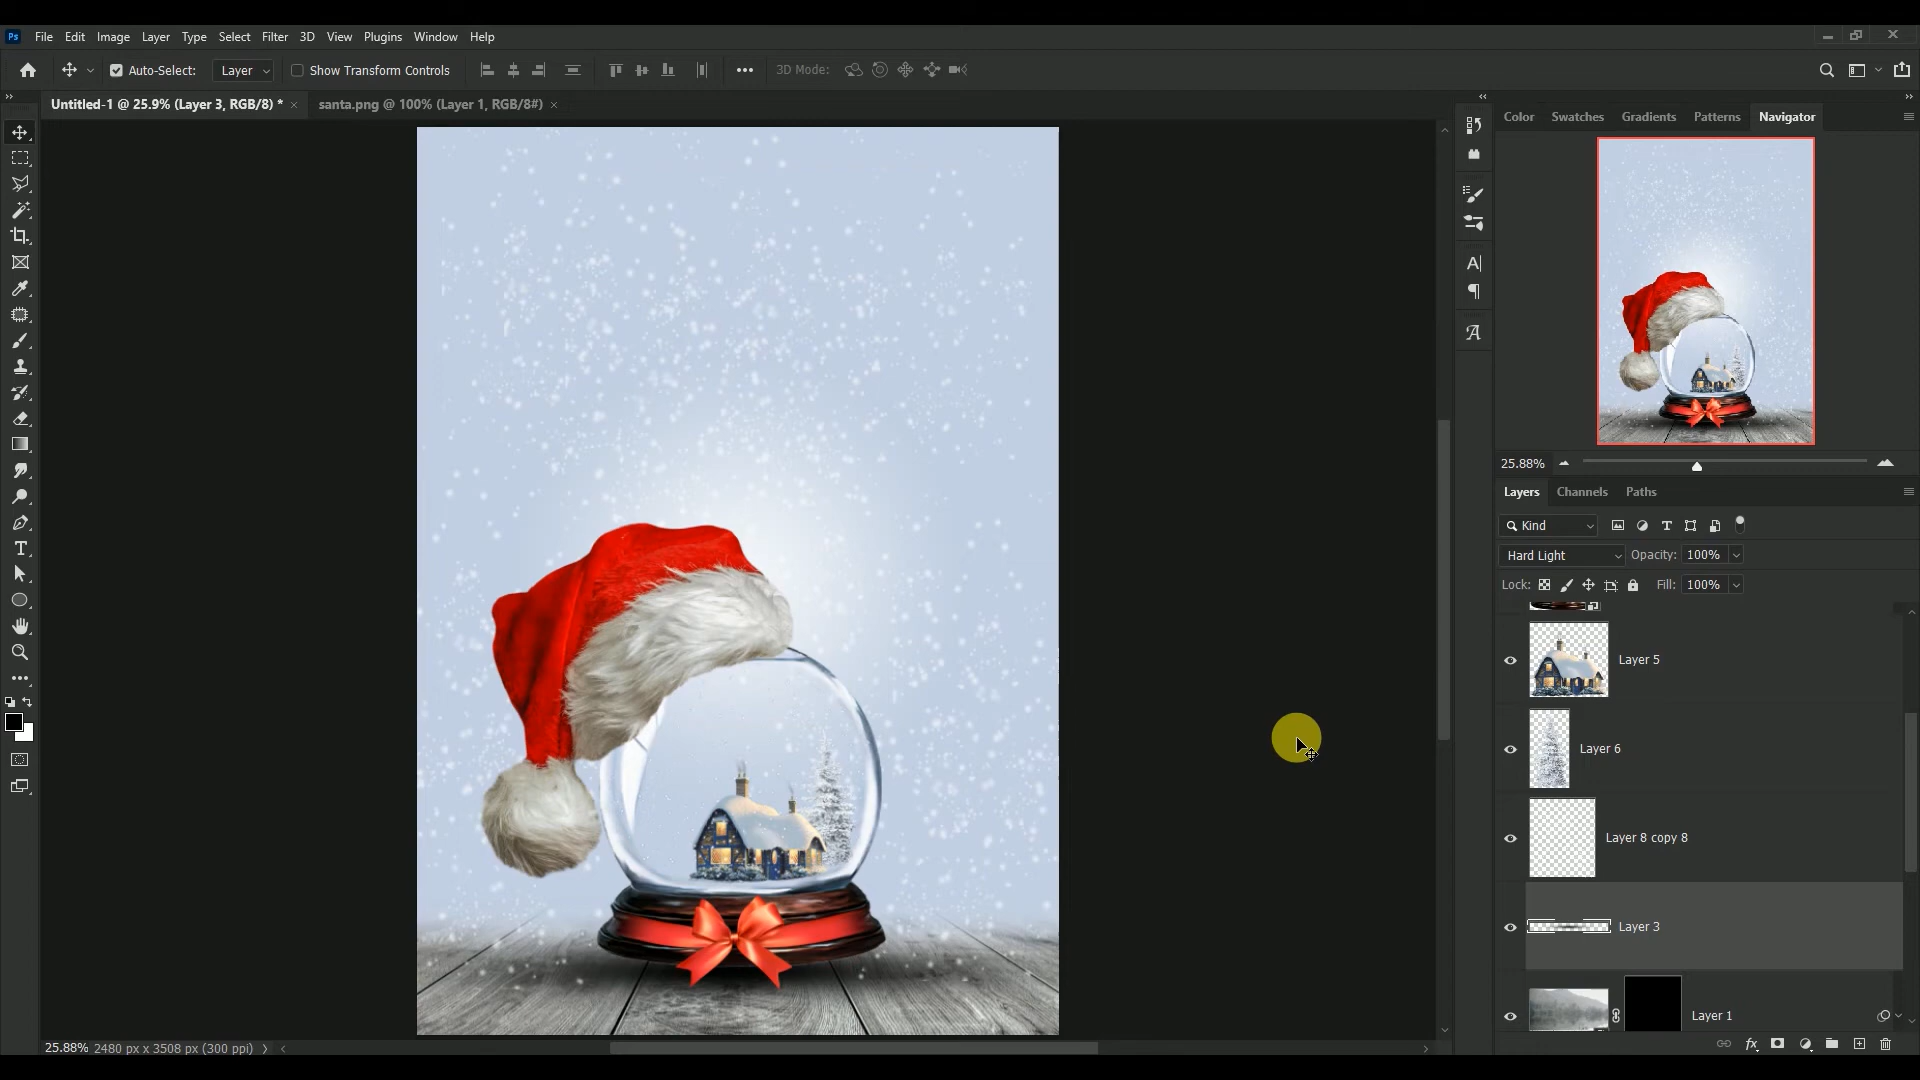 Ps File Edit Image Layer Type Select Filter 3D View Plugins Window Help
Auto-Select: Layer Show Transform Controls 3D Mode:
Untitled-1 @ 25.9% (Layer 3, RGB/8) * × santa.png @ 100% (Layer 1, RGB/8#) ×
Color Swatches Gradients Patterns Navigator
25.88%
Layers Channels Paths
Kind
Hard Light Opacity: 100%
Lock: Fill: 100%
Layer 5
Layer 6
Layer 8 copy 8
Layer 3
Layer 1
25.88% 2480 px x 3508 px (300 ppi)